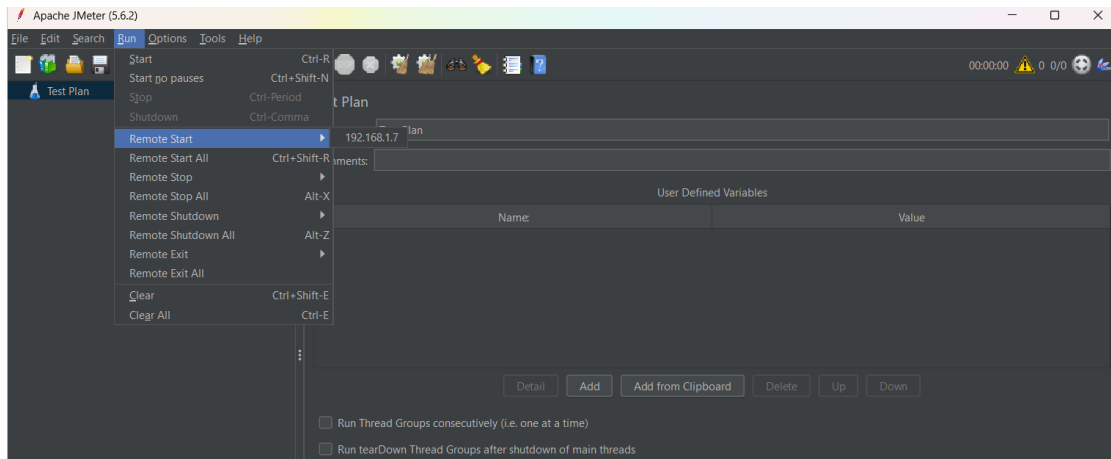 Apache JMeter (5.6.2)
File Edit Search Run Options Tools Help
00:00:00 0 0/0
Test Plan
Start Ctrl-R
Start no pauses Ctrl+Shift-N
Stop Ctrl-Period
Shutdown Ctrl-Comma
Remote Start
192.168.1.7
Remote Start All Ctrl+Shift-R
Remote Stop
Remote Stop All Alt-X
Remote Shutdown
Remote Shutdown All Alt-Z
Remote Exit
Remote Exit All
Clear Ctrl+Shift-E
Clear All Ctrl-E
t Plan
lan
ments:
User Defined Variables
Name: Value
Detail Add Add from Clipboard Delete Up Down
Run Thread Groups consecutively (i.e. one at a time)
Run tearDown Thread Groups after shutdown of main threads